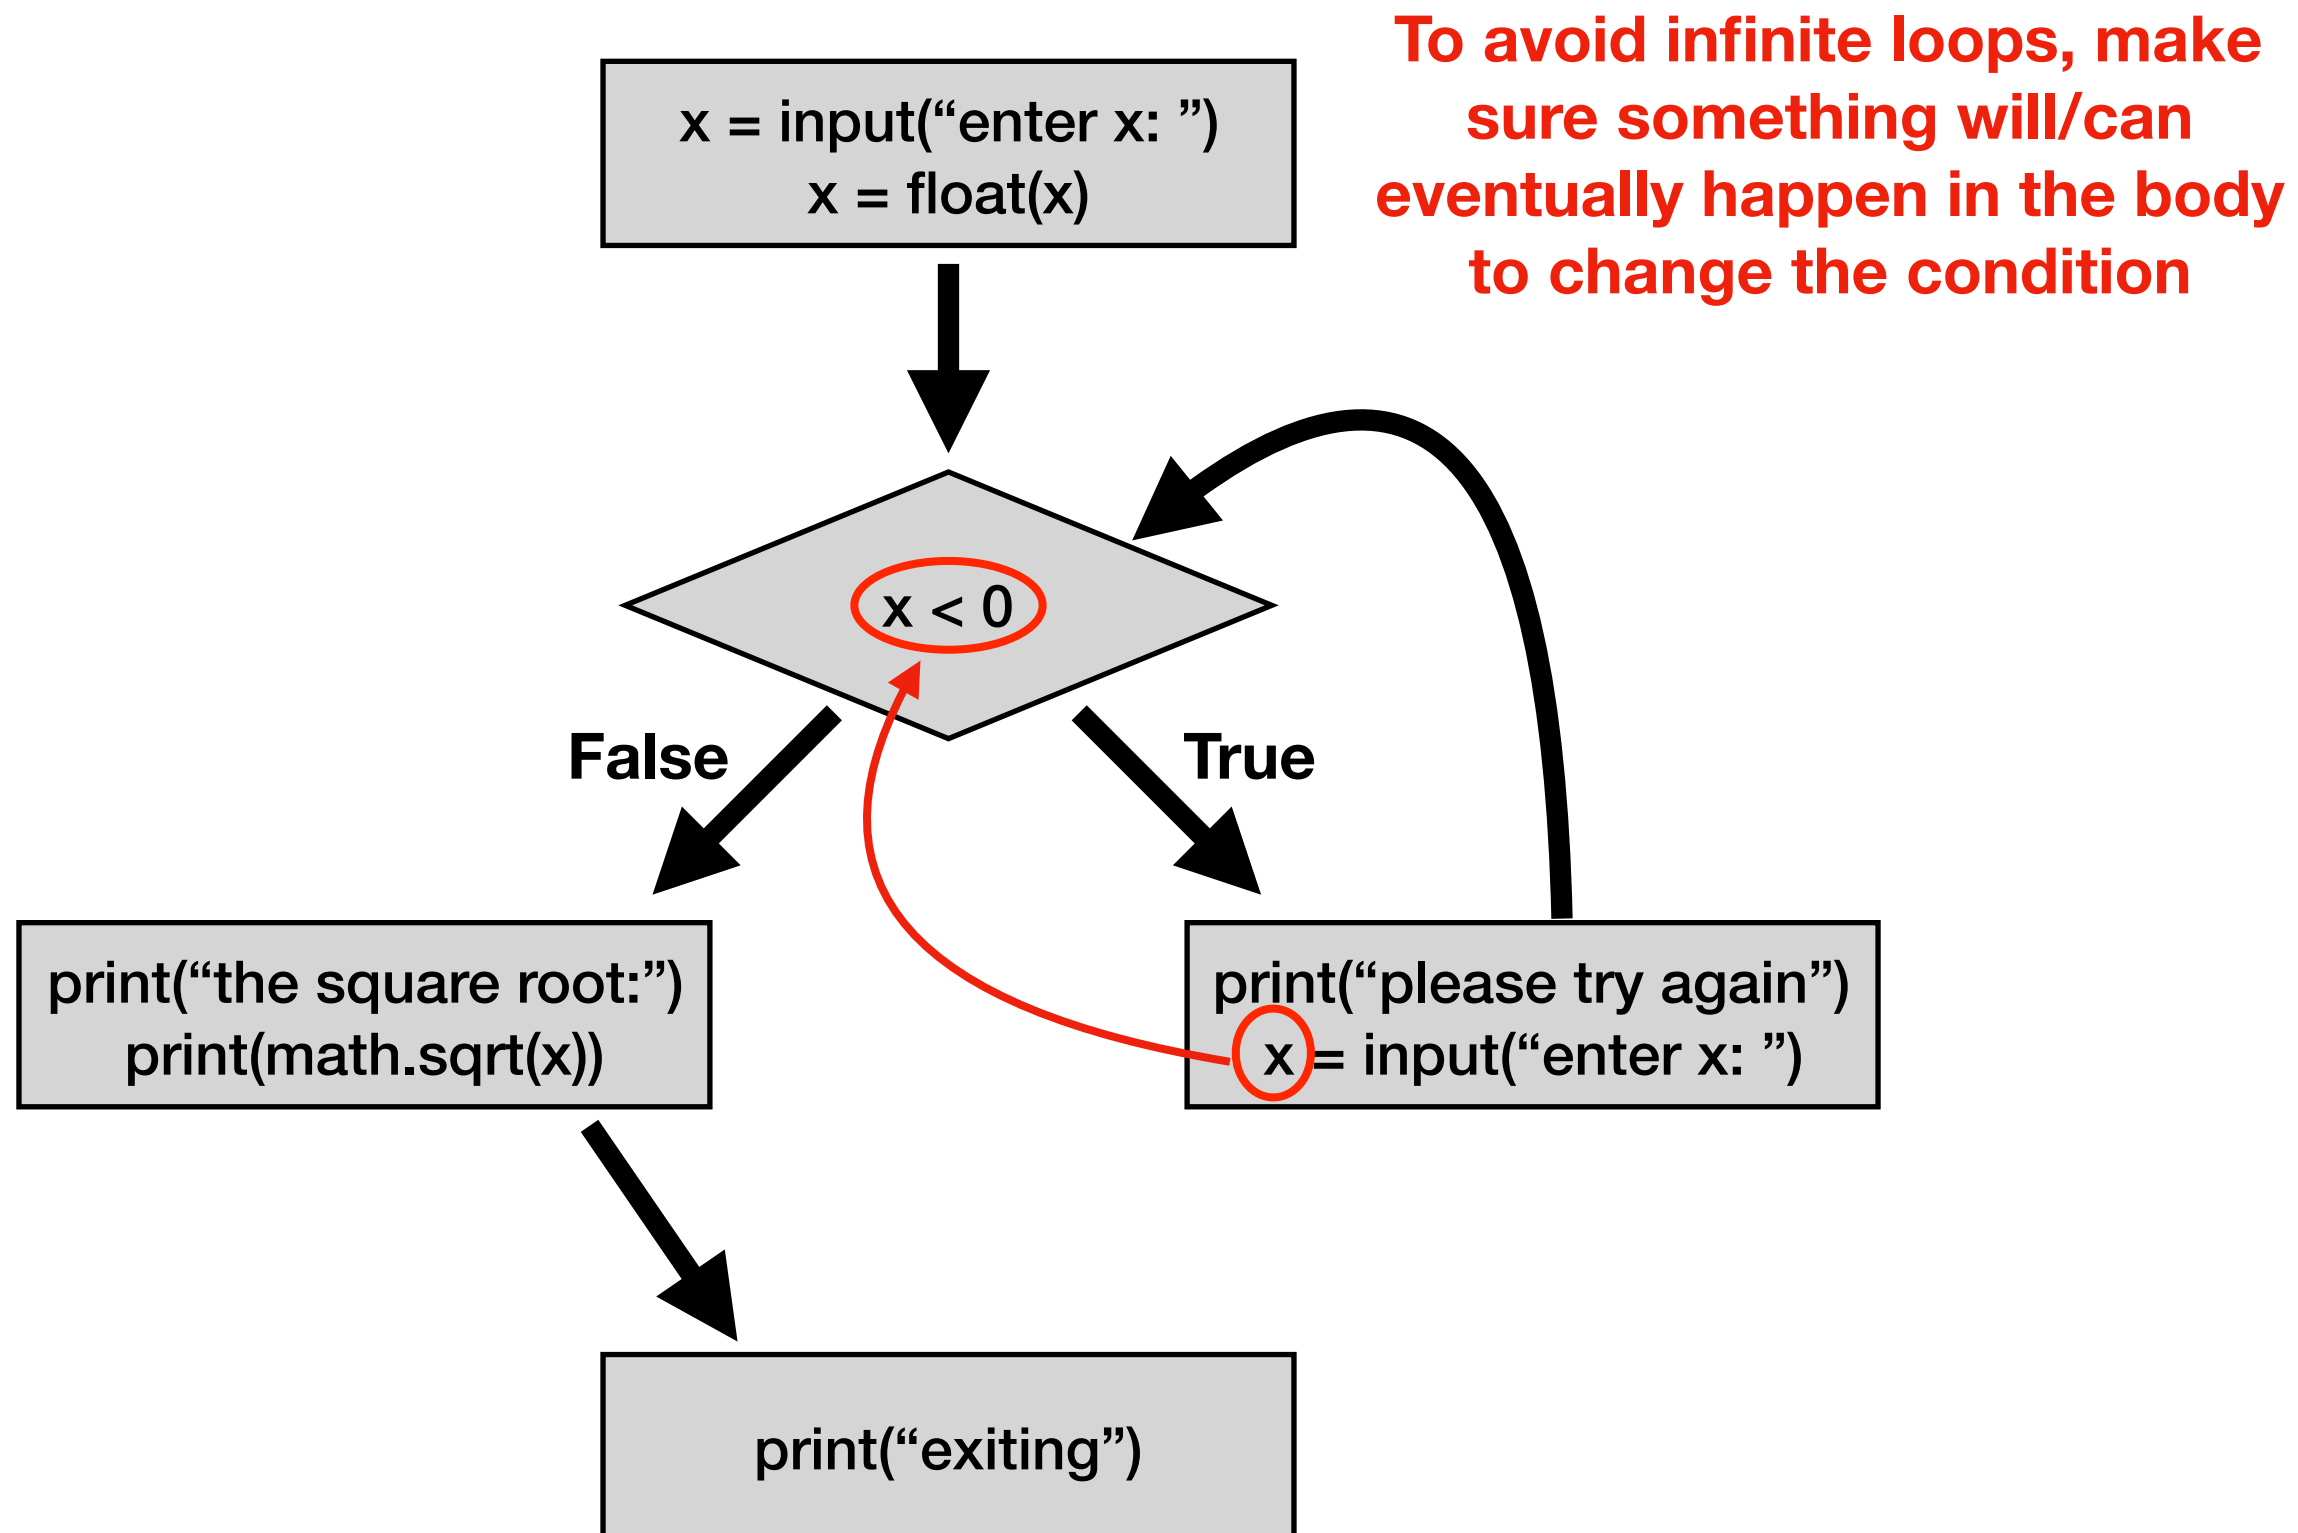 To avoid infinite loops, make
sure something will/can
eventually happen in the body
to change the condition
x = input(“enter x: ”)
x = float(x)
x < 0
False
True
print(“the square root:”)
print(math.sqrt(x))
print(“please try again”)
x = input(“enter x: ”)
print(“exiting”)